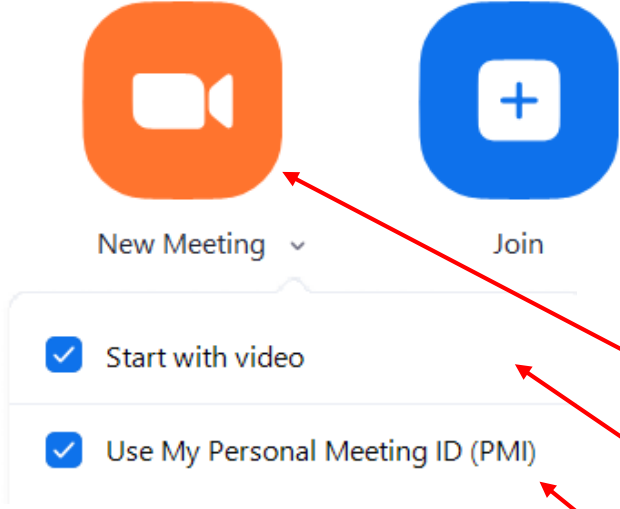 New Meeting
Join
Start with video
Use My Personal Meeting ID (PMI)